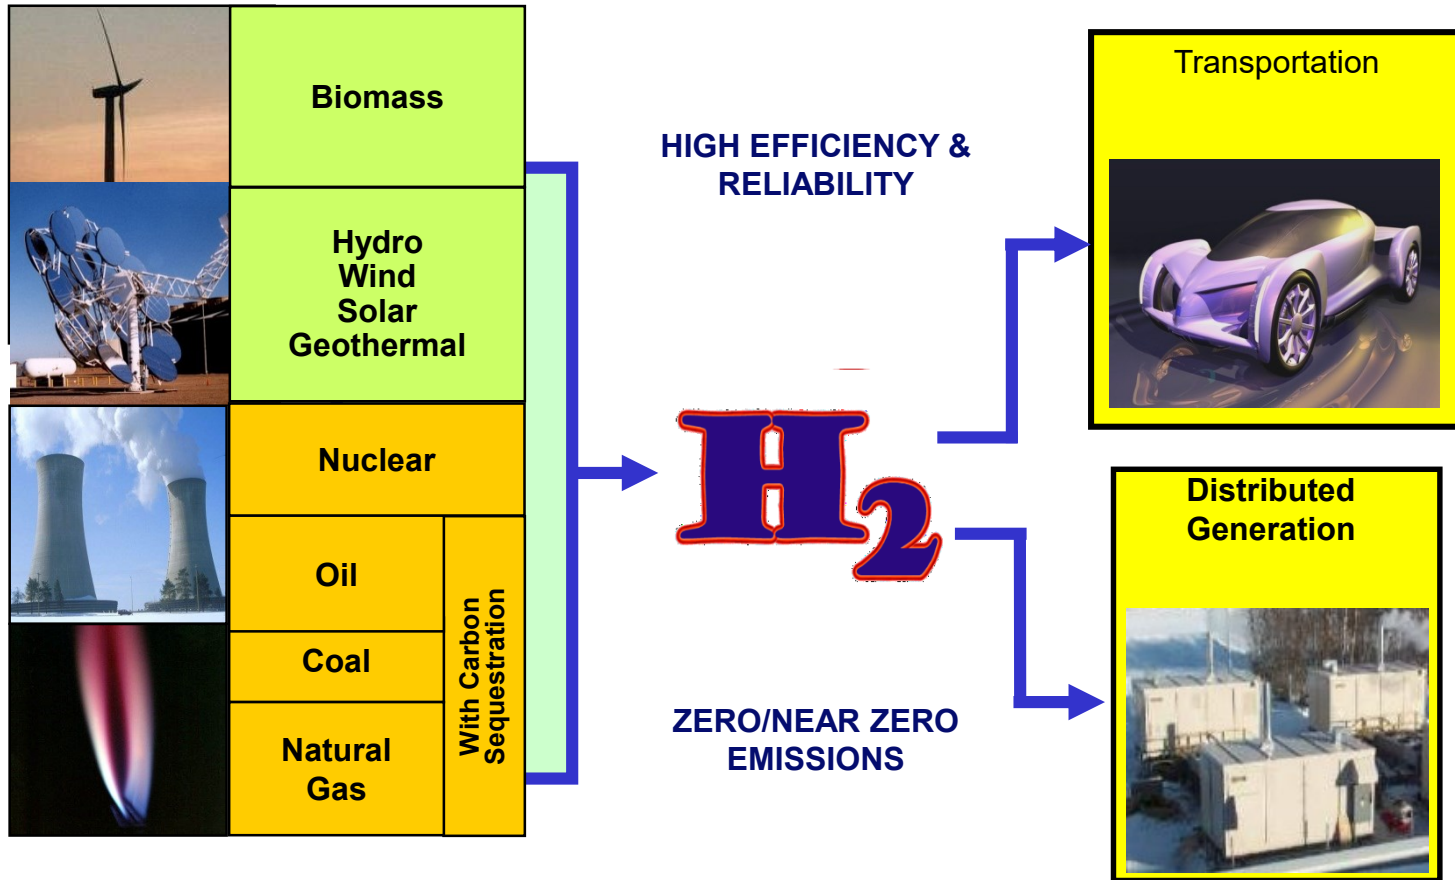 Biomass
Hydro
Wind
Solar
Geothermal
Nuclear
Oil
Coal
Natural
Gas
With Carbon
Sequestration
HIGH EFFICIENCY &
RELIABILITY
H2
ZERO/NEAR ZERO
EMISSIONS
Transportation
Distributed
Generation